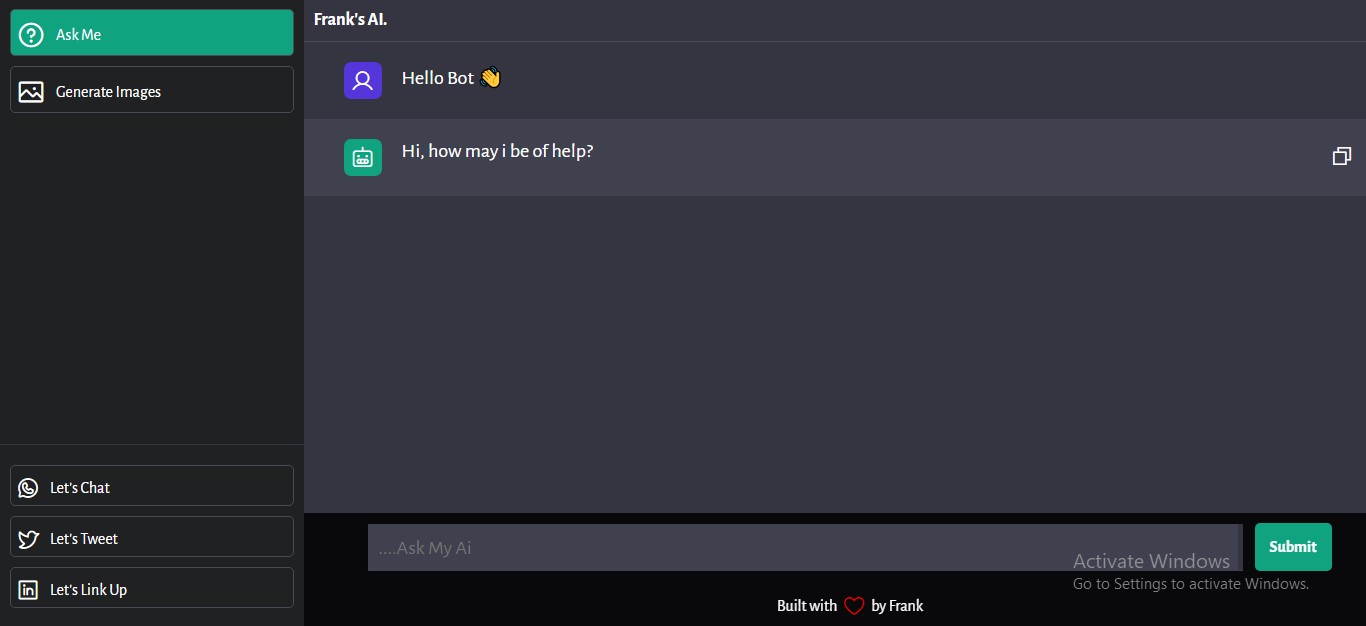 Ask Me
Generate Images
Let's Chat
Let's Tweet
Let's Link Up
Frank's AI.
Hello Bot 👋
Hi, how may i be of help?
....Ask My Ai
Submit
Activate Windows
Go to Settings to activate Windows.
Built with ❤ by Frank